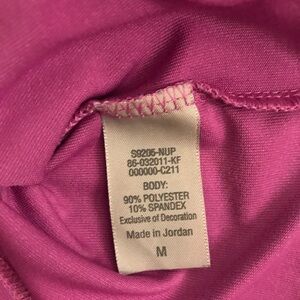 S9205-NUP
86-032011-KF
000000-C211
BODY:
90% POLYESTER
10% SPANDEX
Exclusive of Decoration
Made in Jordan
M